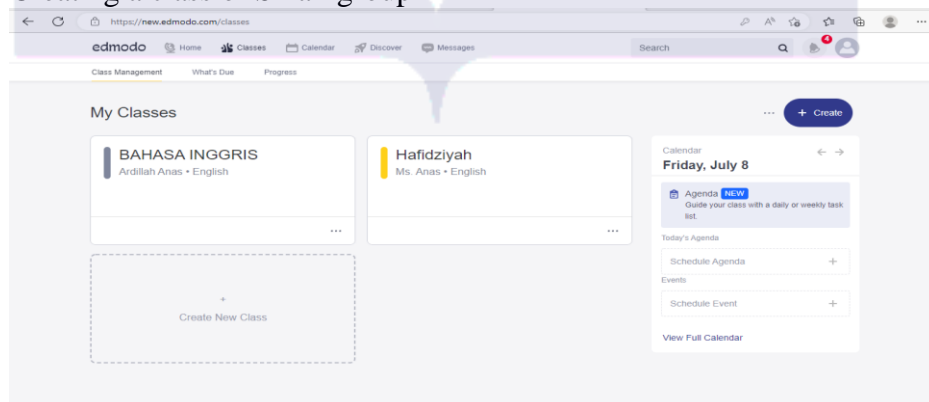 https://new.edmodo.com/classes
edmodo Home Classes Calendar Discover Messages Search 4
Class Management What's Due Progress
My Classes ... + Create
BAHASA INGGRIS
Ardillah Anas • English
...
Hafidziyah
Ms. Anas • English
...
+
Create New Class
Calendar ← →
Friday, July 8
Agenda NEW
Guide your class with a daily or weekly task
list.
Today's Agenda
Schedule Agenda +
Events
Schedule Event +
View Full Calendar